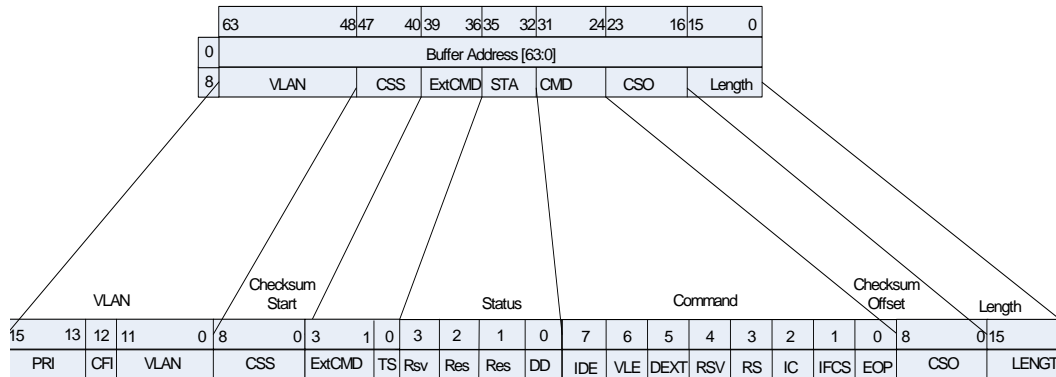 63 48 47 40 39 36 35 32 31 24 23 16 15 0
0 Buffer Address [63:0]
8 VLAN CSS ExtCMD STA CMD CSO Length
VLAN Checksum Start Status Command Checksum Offset Length
15 13 12 11 0 8 0 3 1 0 3 2 1 0 7 6 5 4 3 2 1 0 8 0 15
PRI CFI VLAN CSS ExtCMD TS Rsv Res Res DD IDE VLE DEXT RSV RS IC IFCS EOP CSO LENGT